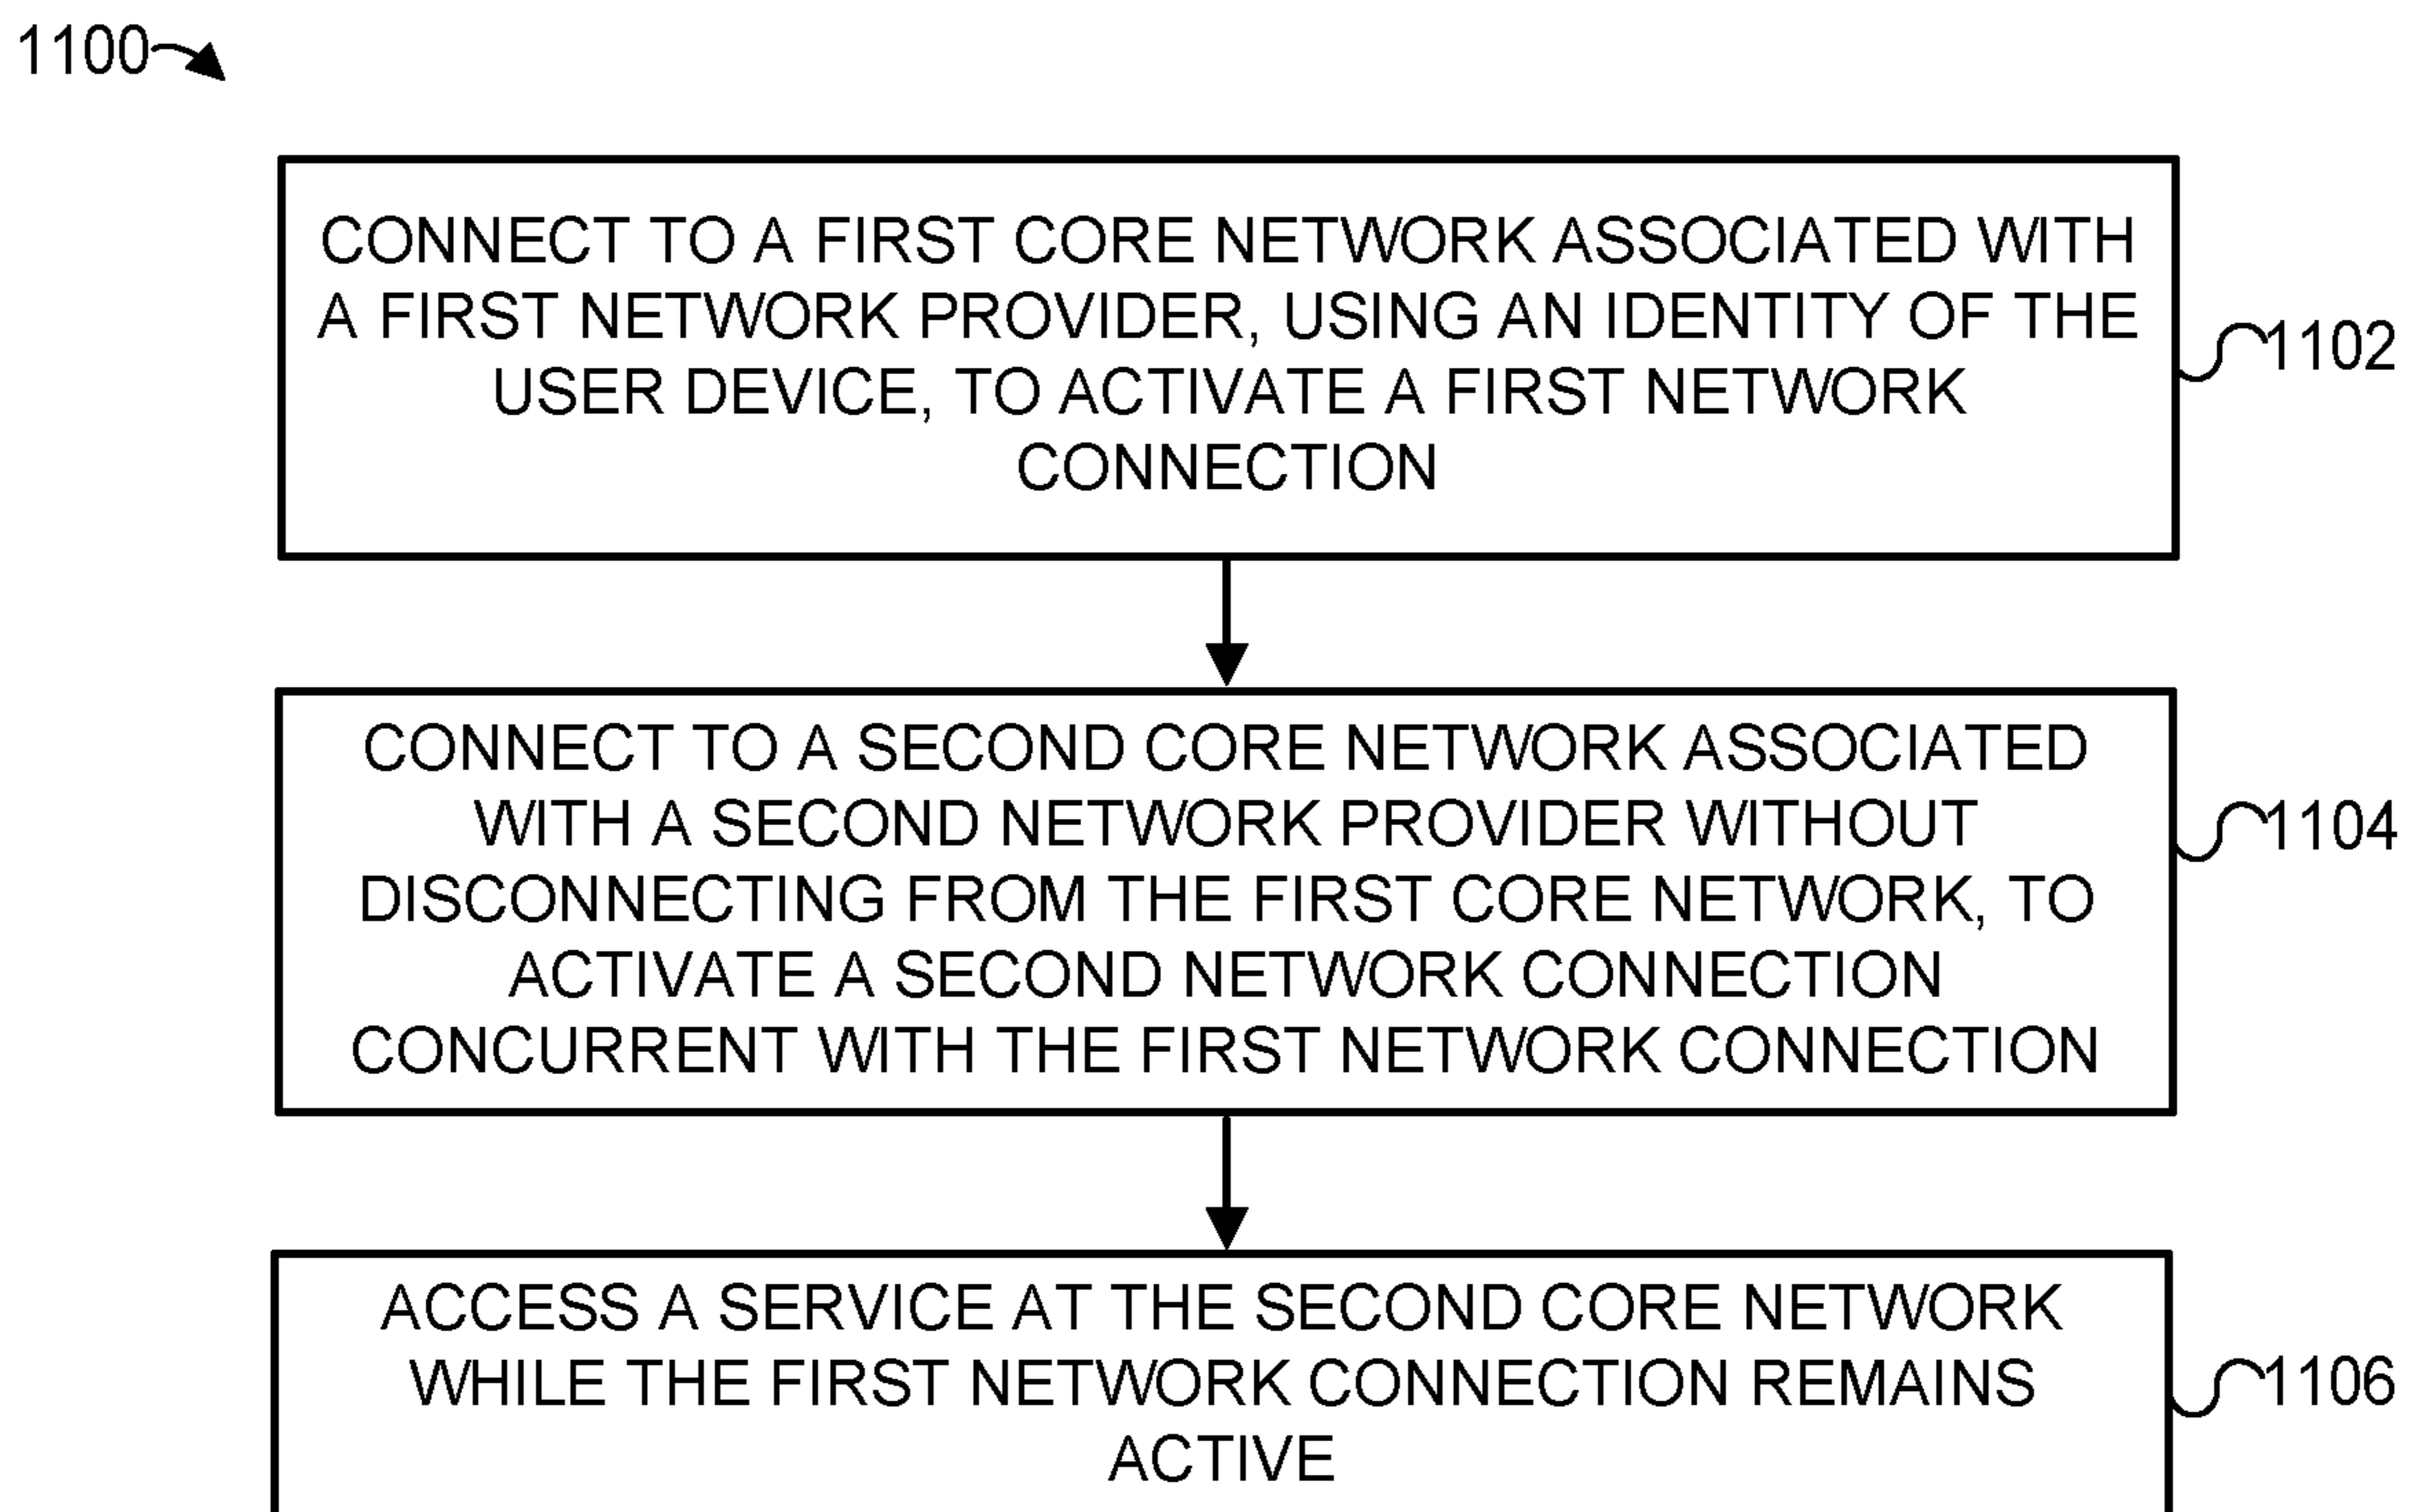 1100
CONNECT TO A FIRST CORE NETWORK ASSOCIATED WITH
A FIRST NETWORK PROVIDER, USING AN IDENTITY OF THE
USER DEVICE, TO ACTIVATE A FIRST NETWORK
CONNECTION
1102
CONNECT TO A SECOND CORE NETWORK ASSOCIATED
WITH A SECOND NETWORK PROVIDER WITHOUT
DISCONNECTING FROM THE FIRST CORE NETWORK, TO
ACTIVATE A SECOND NETWORK CONNECTION
CONCURRENT WITH THE FIRST NETWORK CONNECTION
1104
ACCESS A SERVICE AT THE SECOND CORE NETWORK
WHILE THE FIRST NETWORK CONNECTION REMAINS
ACTIVE
1106